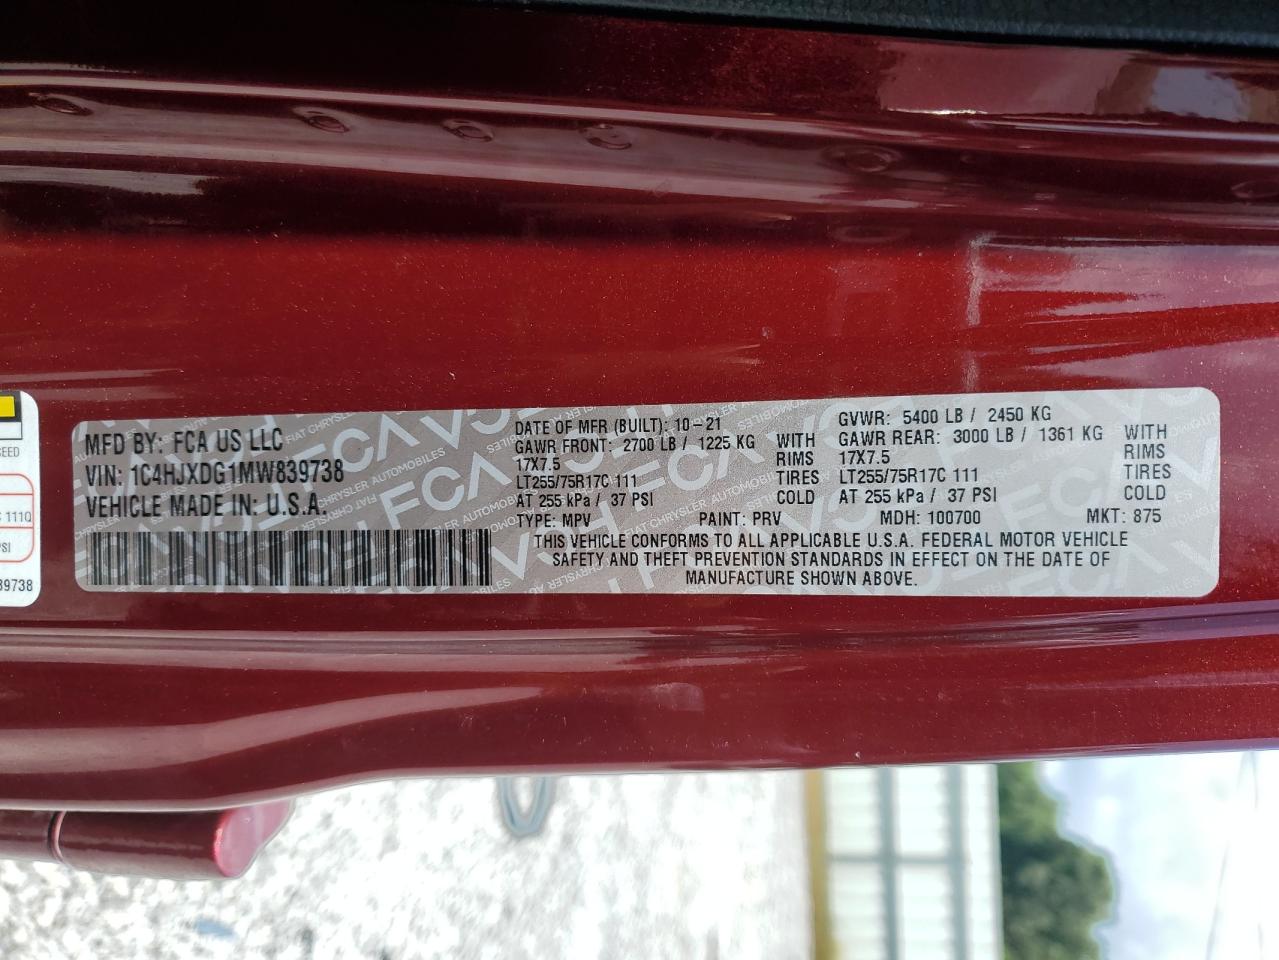 MFD BY: FCA US LLC
VIN: 1C4HJXDG1MW839738
VEHICLE MADE IN: U.S.A.
DATE OF MFR (BUILT): 10-21
GAWR FRONT: 2700 LB / 1225 KG WITH
17X7.5 RIMS
LT255/75R17C 111 TIRES
AT 255 kPa / 37 PSI COLD
GVWR: 5400 LB / 2450 KG
GAWR REAR: 3000 LB / 1361 KG WITH
17X7.5 RIMS
LT255/75R17C 111 TIRES
AT 255 kPa / 37 PSI COLD
TYPE: MPV PAINT: PRV MDH: 100700 MKT: 875
THIS VEHICLE CONFORMS TO ALL APPLICABLE U.S.A. FEDERAL MOTOR VEHICLE
SAFETY AND THEFT PREVENTION STANDARDS IN EFFECT ON THE DATE OF
MANUFACTURE SHOWN ABOVE.
111Q
PSI
39738